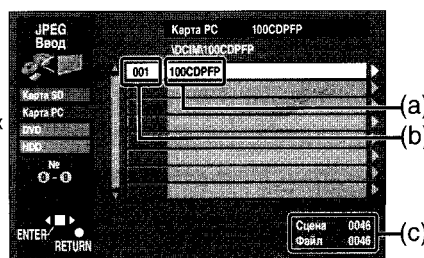 JPEG
Ввод
Карта PC 100CDPFP
\DCIM\100CDPFP
001 100CDPFP
(a)
(b)
Карта SD
Карта PC
DVD
HDD
х
№
0 - 9
ENTER
RETURN
Сцена 0046
Файл 0046
(c)